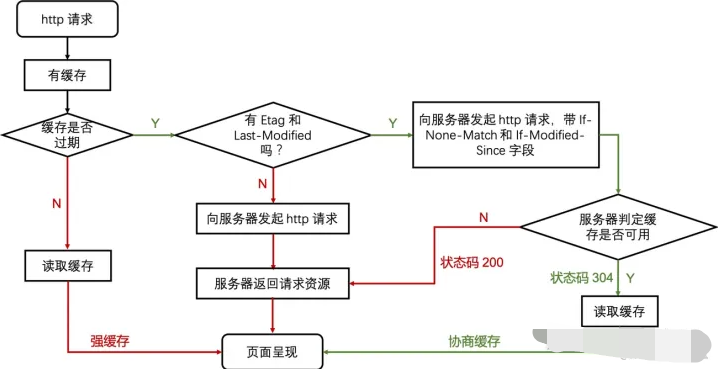 http 请求
有缓存
缓存是否
过期
Y
有 Etag 和
Last-Modified
吗？
Y
向服务器发起 http 请求，带 If-
None-Match 和 If-Modified-
Since 字段
N
N
向服务器发起 http 请求
N
服务器判定缓
存是否可用
读取缓存
服务器返回请求资源
状态码 200
状态码 304
Y
读取缓存
强缓存
页面呈现
协商缓存